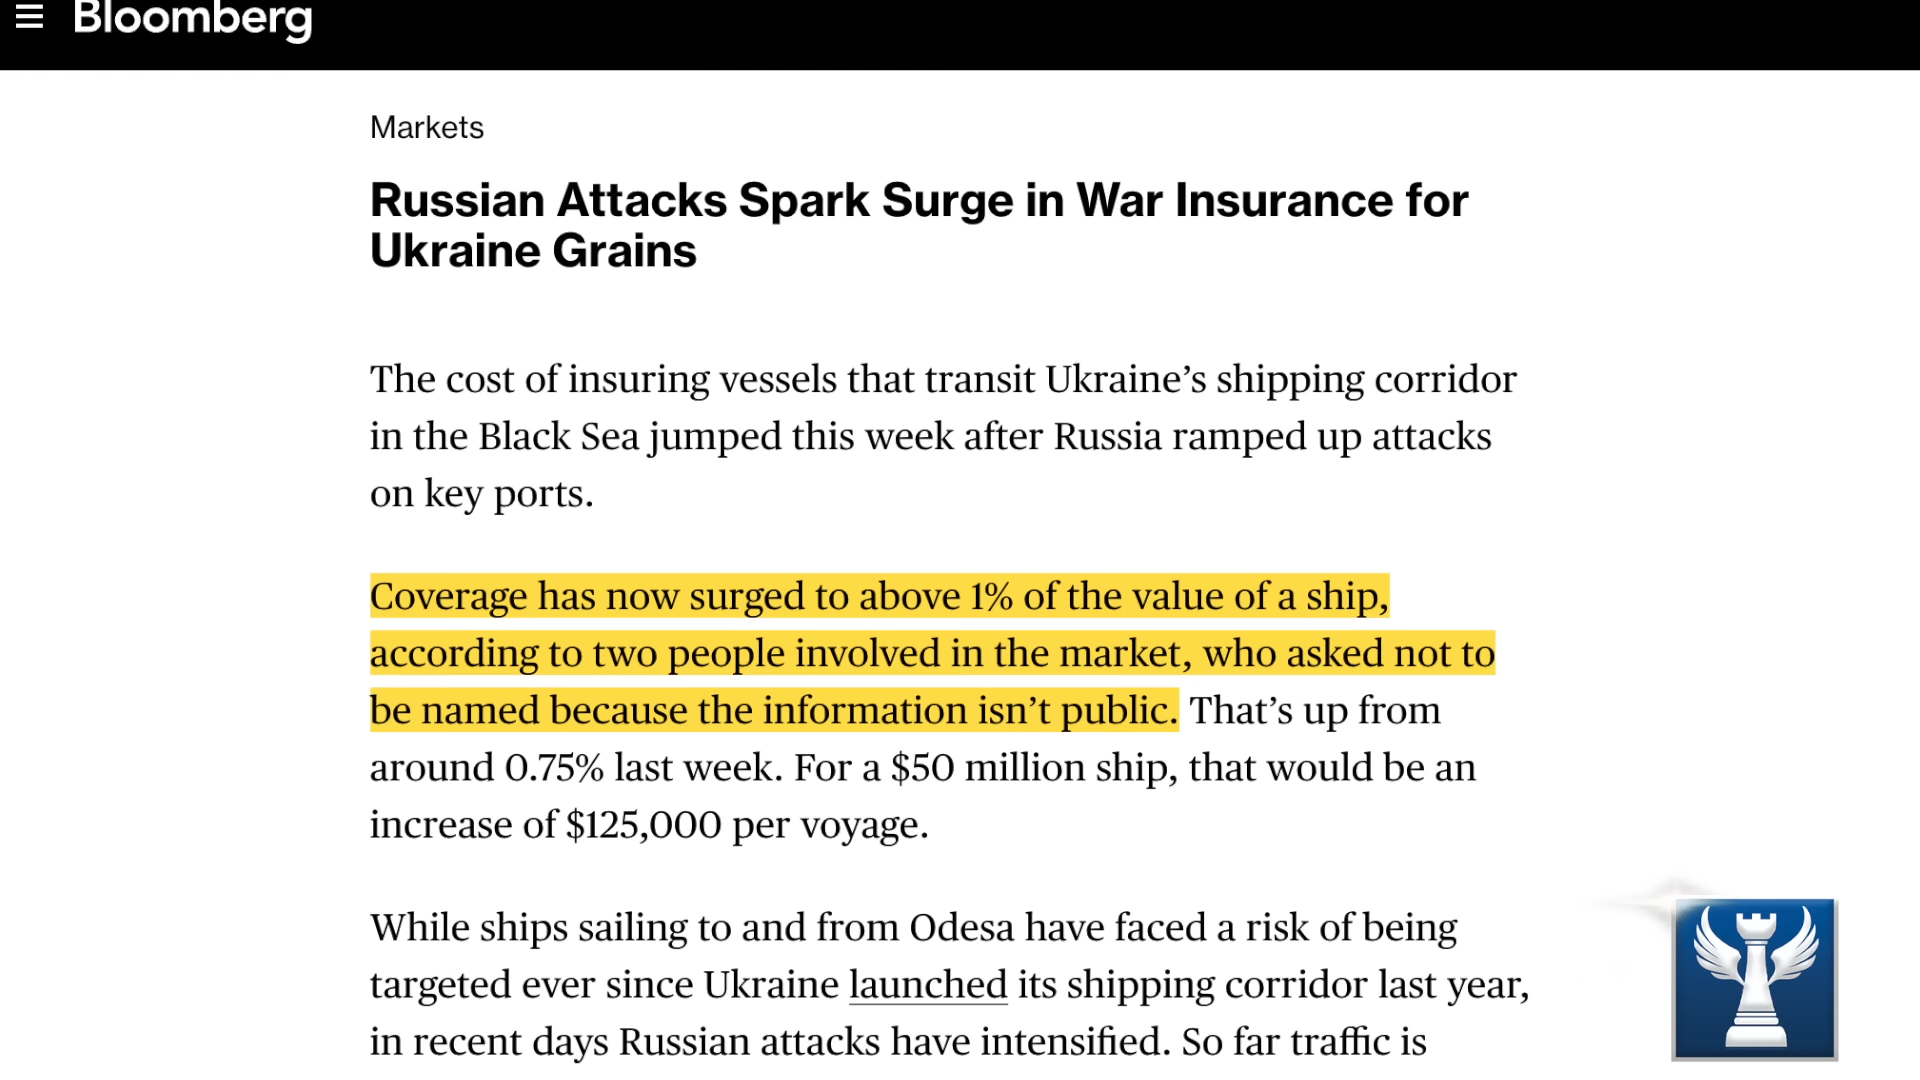 Bloomberg
Markets
Russian Attacks Spark Surge in War Insurance for
Ukraine Grains
The cost of insuring vessels that transit Ukraine’s shipping corridor
in the Black Sea jumped this week after Russia ramped up attacks
on key ports.
Coverage has now surged to above 1% of the value of a ship,
according to two people involved in the market, who asked not to
be named because the information isn’t public. That’s up from
around 0.75% last week. For a $50 million ship, that would be an
increase of $125,000 per voyage.
While ships sailing to and from Odesa have faced a risk of being
targeted ever since Ukraine launched its shipping corridor last year,
in recent days Russian attacks have intensified. So far traffic is